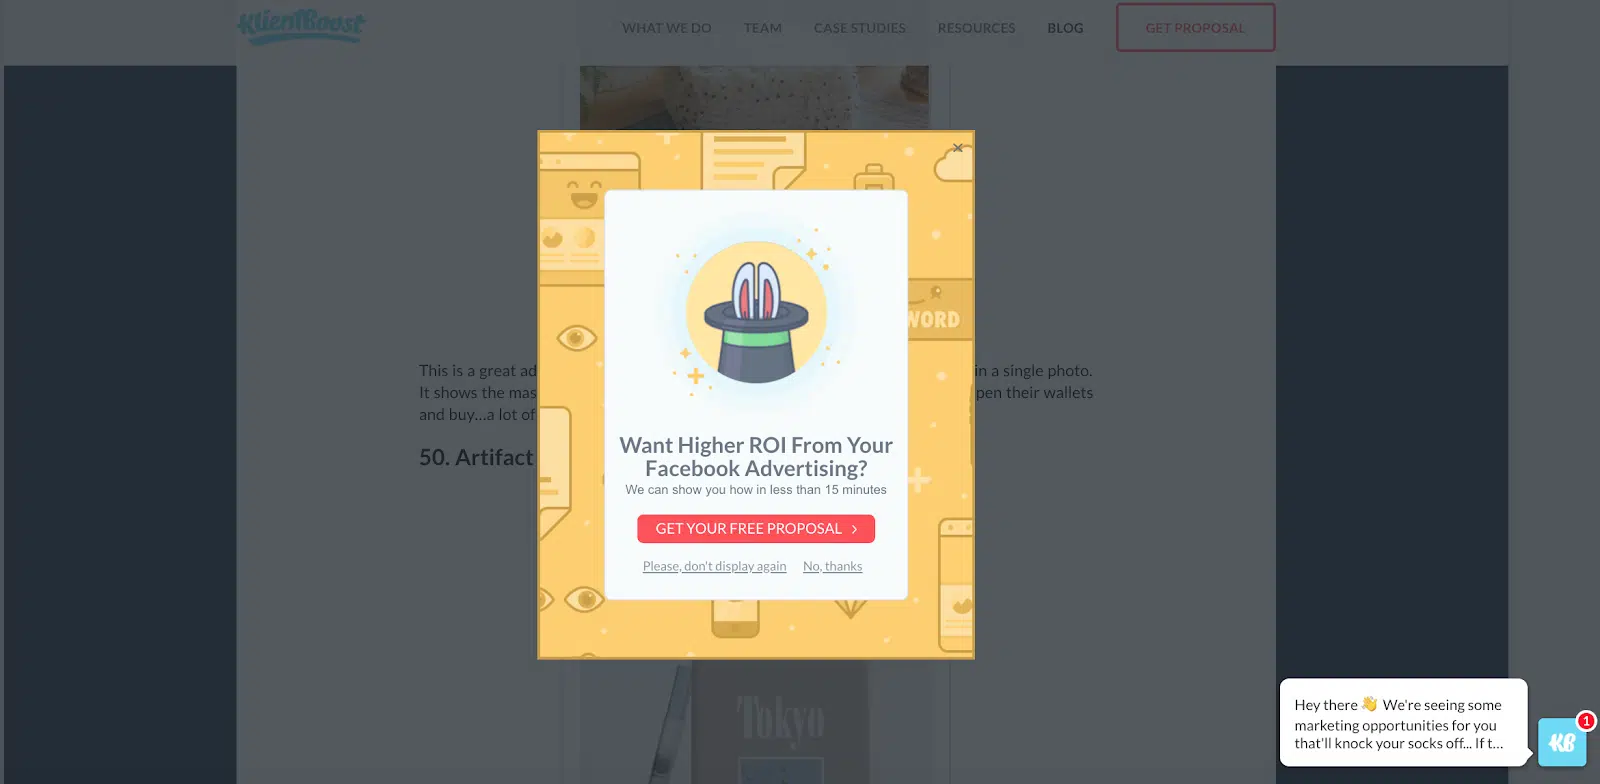 KlientBoost
WHAT WE DO TEAM CASE STUDIES RESOURCES BLOG GET PROPOSAL
WORD
This is a great ad
in a single photo.
It shows the mas
pen their wallets
and buy...a lot of
50. Artifact
Want Higher ROI From Your
Facebook Advertising?
We can show you how in less than 15 minutes
GET YOUR FREE PROPOSAL >
Please, don't display again No, thanks
Tokyo
Hey there 👋 We're seeing some
marketing opportunities for you
that'll knock your socks off... If t...
KB
1